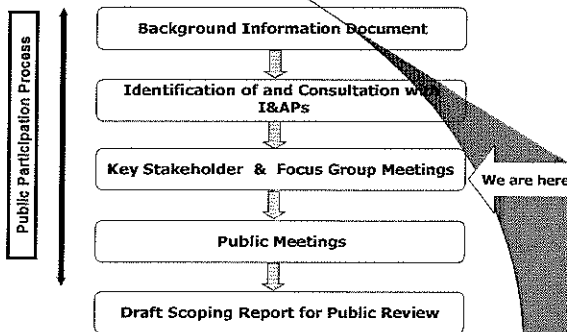 Public Participation Process
Background Information Document
Identification of and Consultation with
I&APs
Key Stakeholder & Focus Group Meetings
We are here
Public Meetings
Draft Scoping Report for Public Review